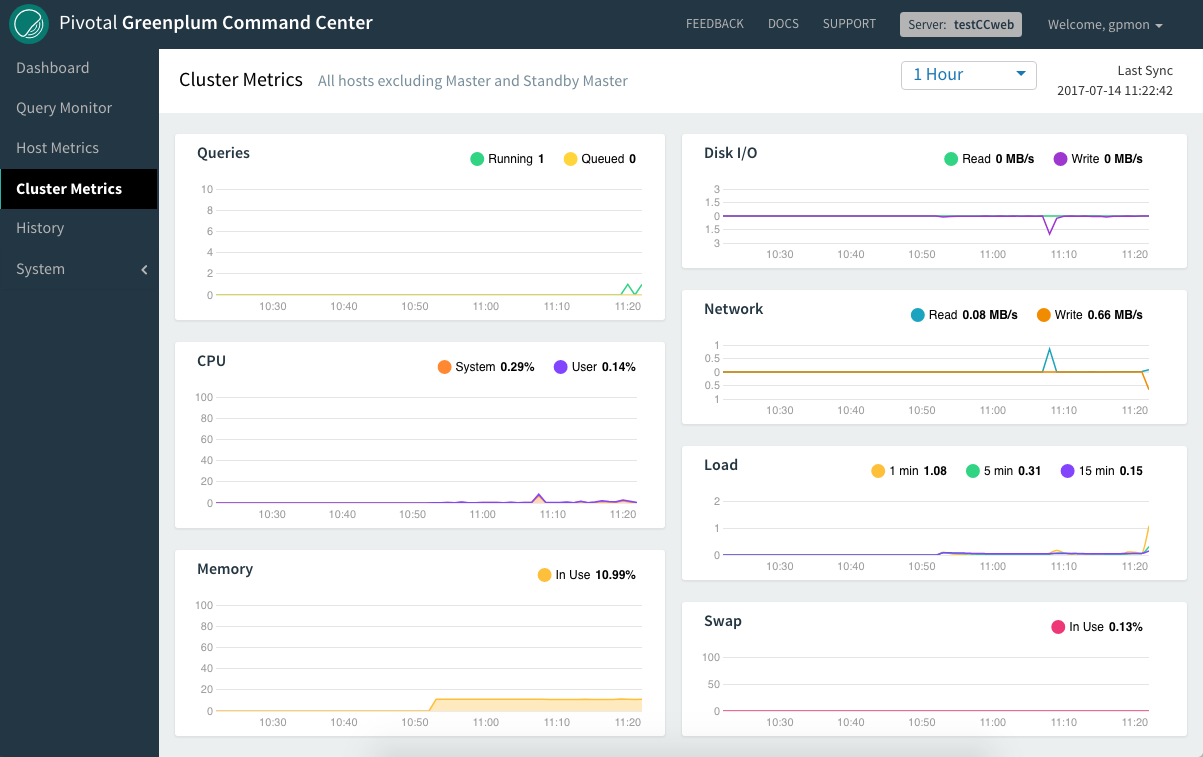 Pivotal Greenplum Command Center
FEEDBACK DOCS SUPPORT Server: testCCweb Welcome, gpmon
Dashboard
Query Monitor
Host Metrics
Cluster Metrics
History
System
Cluster Metrics All hosts excluding Master and Standby Master
1 Hour
Last Sync
2017-07-14 11:22:42
Queries
Running 1 Queued 0
10
8
6
4
2
0
10:30 10:40 10:50 11:00 11:10 11:20
CPU
System 0.29% User 0.14%
100
80
60
40
20
0
10:30 10:40 10:50 11:00 11:10 11:20
Memory
In Use 10.99%
100
80
60
40
20
0
10:30 10:40 10:50 11:00 11:10 11:20
Disk I/O
Read 0 MB/s Write 0 MB/s
3
1.5
0
1.5
3
10:30 10:40 10:50 11:00 11:10 11:20
Network
Read 0.08 MB/s Write 0.66 MB/s
1
0.5
0
0.5
1
10:30 10:40 10:50 11:00 11:10 11:20
Load
1 min 1.08 5 min 0.31 15 min 0.15
2
1
0
10:30 10:40 10:50 11:00 11:10 11:20
Swap
In Use 0.13%
100
50
0
10:30 10:40 10:50 11:00 11:10 11:20